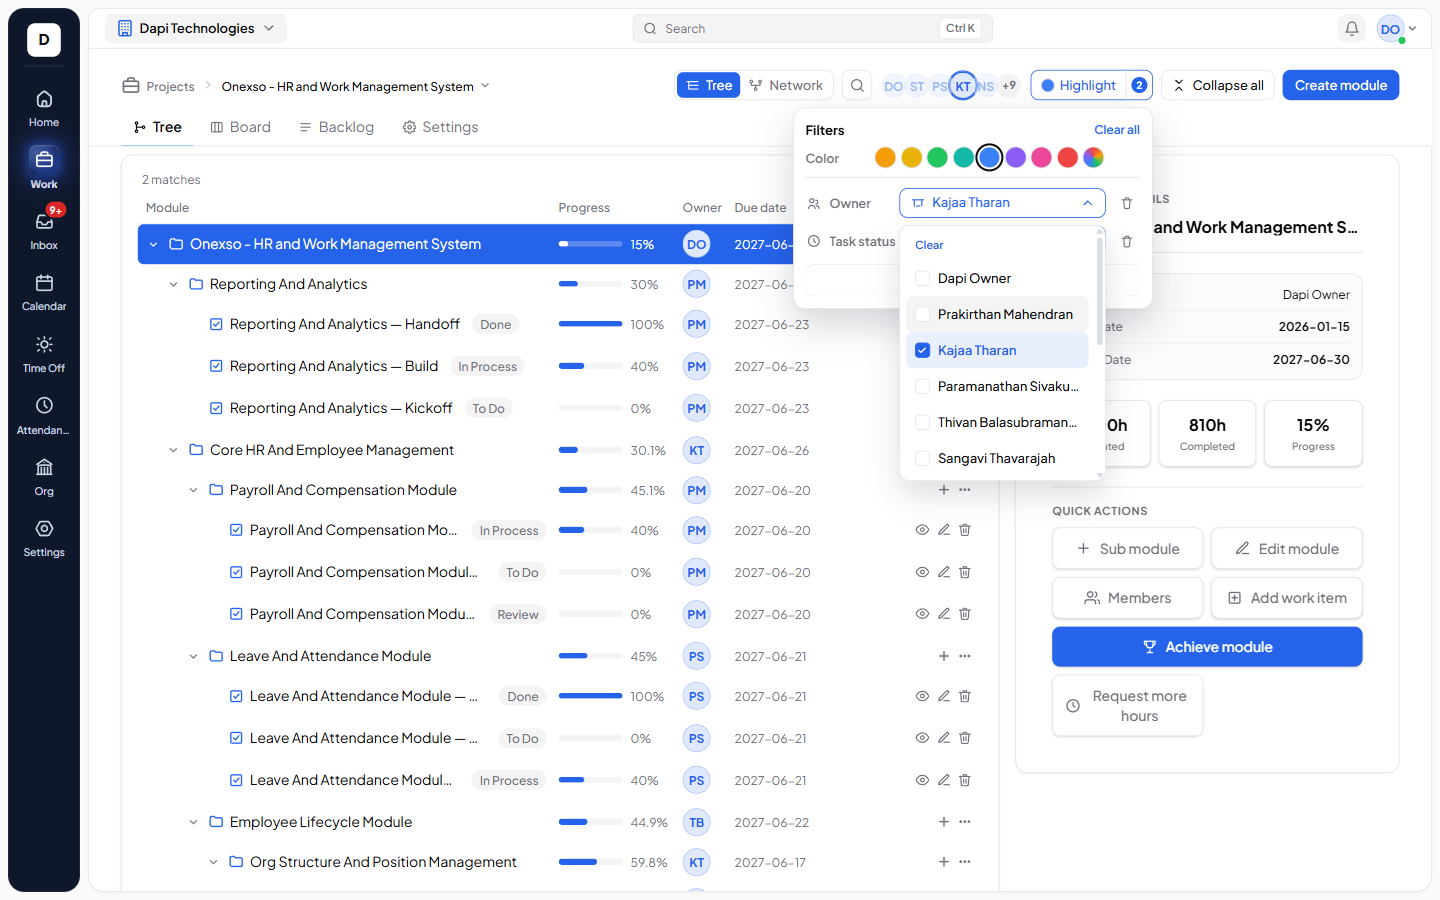 D
Dapi Technologies
Search
Ctrl K
DO
Home
Work
9+
Inbox
Calendar
Time Off
Attendan...
Org
Settings
Projects
Onexso - HR and Work Management System
Tree
Network
DO
ST
PS
KT
NS
+9
Highlight
2
Collapse all
Create module
Tree
Board
Backlog
Settings
Filters
Clear all
Color
Owner
Kajaa Tharan
Task status
Clear
Dapi Owner
Prakirthan Mahendran
Kajaa Tharan
Paramanathan Sivaku...
Thivan Balasubraman...
Sangavi Thavarajah
2 matches
Module Progress Owner Due date
Onexso - HR and Work Management System 15% DO 2027-06-
Reporting And Analytics 30% PM 2027-06-
Reporting And Analytics — Handoff Done 100% PM 2027-06-23
Reporting And Analytics — Build In Process 40% PM 2027-06-23
Reporting And Analytics — Kickoff To Do 0% PM 2027-06-23
Core HR And Employee Management 30.1% KT 2027-06-26
Payroll And Compensation Module 45.1% PM 2027-06-20
Payroll And Compensation Mo... In Process 40% PM 2027-06-20
Payroll And Compensation Modul... To Do 0% PM 2027-06-20
Payroll And Compensation Modu... Review 0% PM 2027-06-20
Leave And Attendance Module 45% PS 2027-06-21
Leave And Attendance Module — ... Done 100% PS 2027-06-21
Leave And Attendance Module — ... To Do 0% PS 2027-06-21
Leave And Attendance Modul... In Process 40% PS 2027-06-21
Employee Lifecycle Module 44.9% TB 2027-06-22
Org Structure And Position Management 59.8% KT 2027-06-17
ILS
and Work Management S...
Dapi Owner
ate 2026-01-15
Date 2027-06-30
0h
ated
810h
Completed
15%
Progress
QUICK ACTIONS
Sub module
Edit module
Members
Add work item
Achieve module
Request more
hours